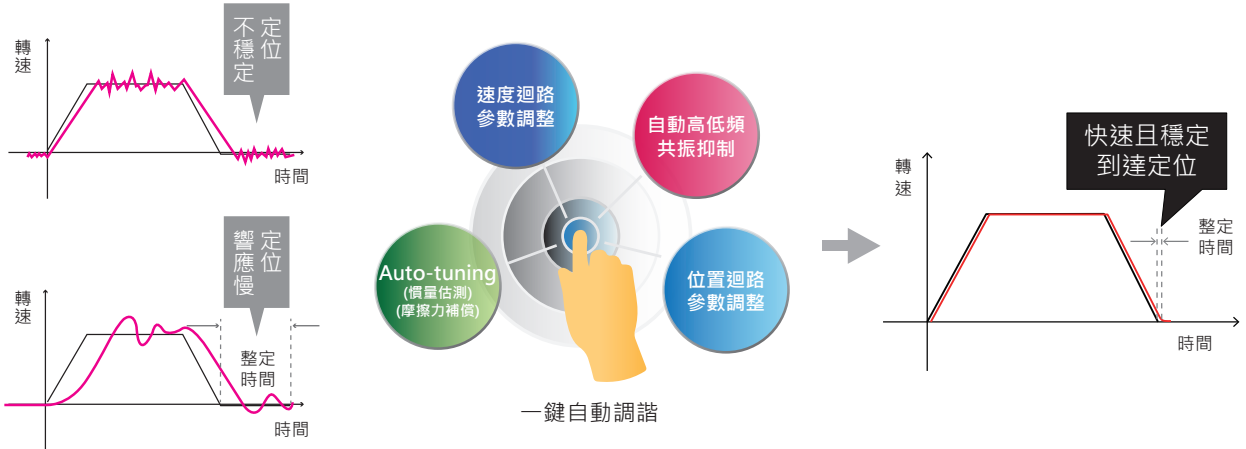 轉速
定位
不穩定
時間
轉速
定位
響應慢
整定
時間
時間
速度迴路
參數調整
自動高低頻
共振抑制
Auto-tuning
(慣量估測)
(摩擦力補償)
位置迴路
參數調整
一鍵自動調諧
轉速
快速且穩定
到達定位
整定
時間
時間